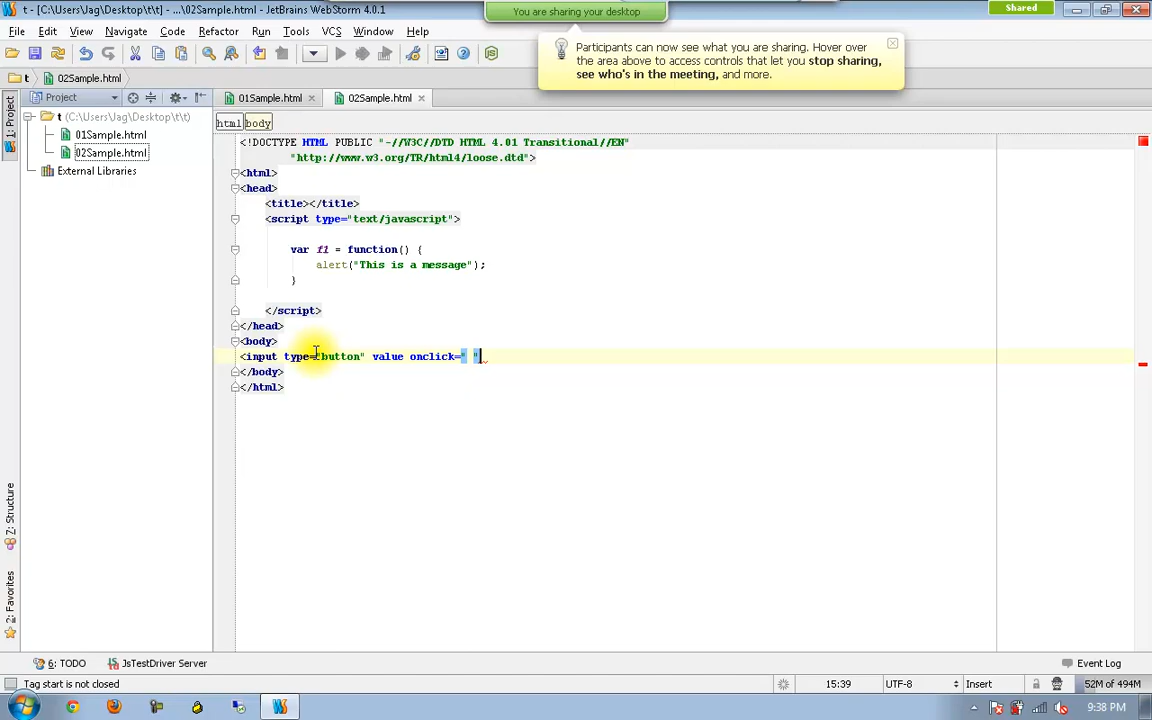 t - [C:\Users\Jag\Desktop\t\t] - ...\02Sample.html - JetBrains WebStorm 4.0.1
You are sharing your desktop
Shared
File Edit View Navigate Code Refactor Run Tools VCS Window Help
Participants can now see what you are sharing. Hover over
the area above to access controls that let you stop sharing,
see who's in the meeting, and more.
t 02Sample.html
Project
01Sample.html
02Sample.html
1: Project
t (C:\Users\Jag\Desktop\t\t)
01Sample.html
02Sample.html
External Libraries
html body
<!DOCTYPE HTML PUBLIC "-//W3C//DTD HTML 4.01 Transitional//EN"
"http://www.w3.org/TR/html4/loose.dtd">
<html>
<head>
<title></title>
<script type="text/javascript">
var f1 = function() {
alert("This is a message");
}
</script>
</head>
<body>
<input type="button" value onclick=" "
</body>
</html>
7: Structure
2: Favorites
6: TODO
JsTestDriver Server
Event Log
Tag start is not closed
15:39
UTF-8
Insert
52M of 494M
9:38 PM